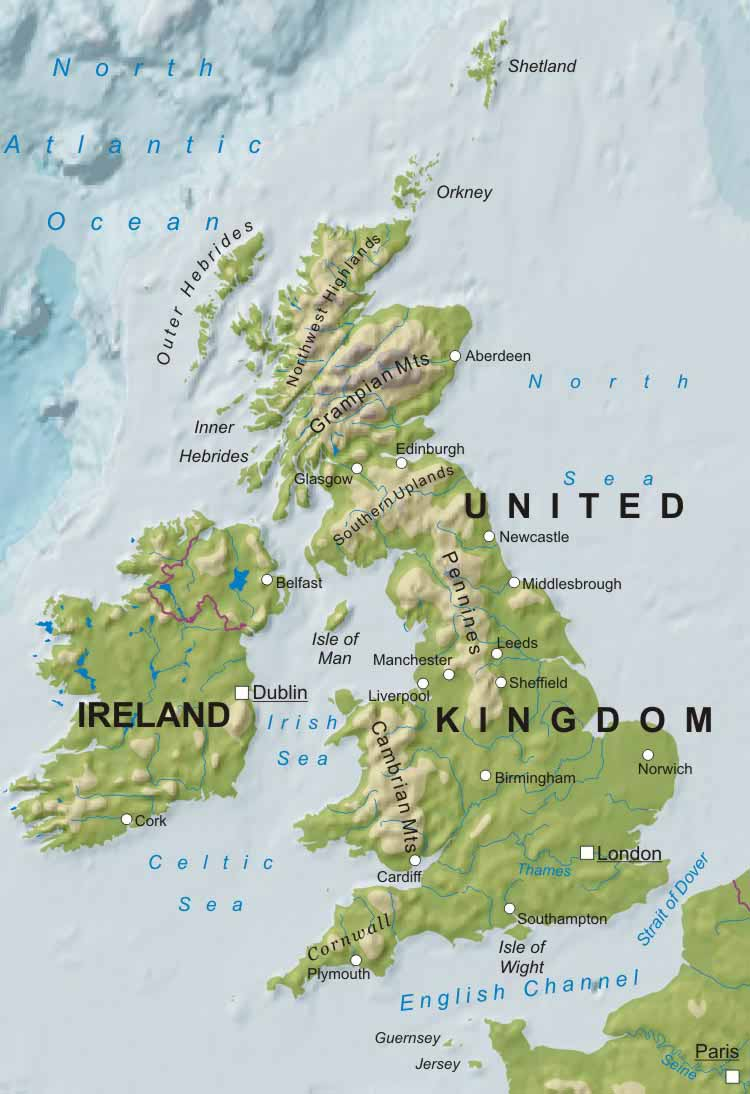 North
Shetland
Atlantic
Orkney
Ocean
Outer Hebrides
Northwest Highlands
Aberdeen
Grampian Mts
North
Inner
Hebrides
Edinburgh
Glasgow
Sea
Southern Uplands
UNITED
Newcastle
Pennines
Belfast
Middlesbrough
Isle of
Man
Leeds
Manchester
Sheffield
Liverpool
Dublin
IRELAND
Irish
Sea
KINGDOM
Cambrian Mts
Norwich
Birmingham
Cork
London
Celtic
Sea
Thames
Cardiff
Strait of Dover
Southampton
Cornwall
Isle of
Wight
Plymouth
English Channel
Guernsey
Jersey
Paris
Seine